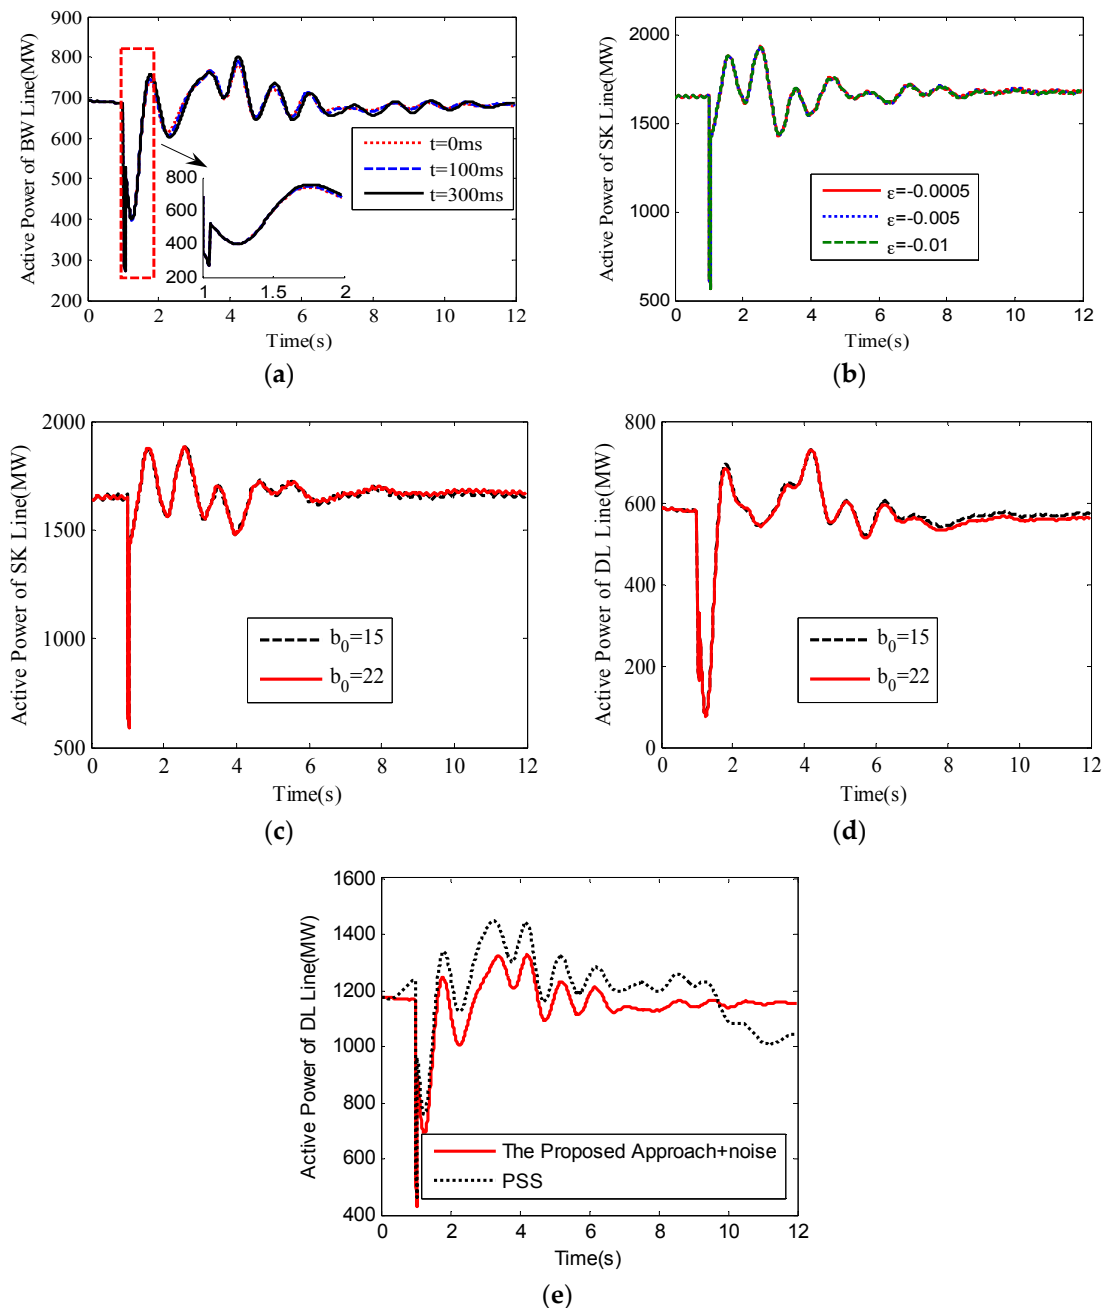 900
800
700
600
500
400
300
200
Active Power of BW Line(MW)
t=0ms
t=100ms
t=300ms
800
600
400
200
1 1.5 2
0 2 4 6 8 10 12
Time(s)
(a)
2000
1500
1000
500
Active Power of SK Line(MW)
ε=-0.0005
ε=-0.005
ε=-0.01
0 2 4 6 8 10 12
Time(s)
(b)
2000
1500
1000
500
Active Power of SK Line(MW)
b0=15
b0=22
0 2 4 6 8 10 12
Time(s)
(c)
800
600
400
200
0
Active Power of DL Line(MW)
b0=15
b0=22
0 2 4 6 8 10 12
Time(s)
(d)
1600
1400
1200
1000
800
600
400
Active Power of DL Line(MW)
The Proposed Approach+noise
PSS
0 2 4 6 8 10 12
Time(s)
(e)